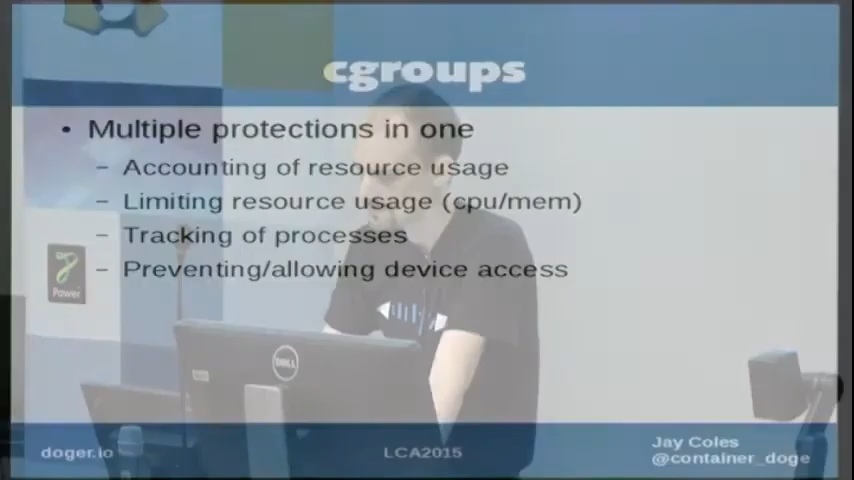 cgroups
• Multiple protections in one
– Accounting of resource usage
– Limiting resource usage (cpu/mem)
– Tracking of processes
– Preventing/allowing device access
Power
DELL
doger.io
LCA2015
Jay Coles
@container_doge